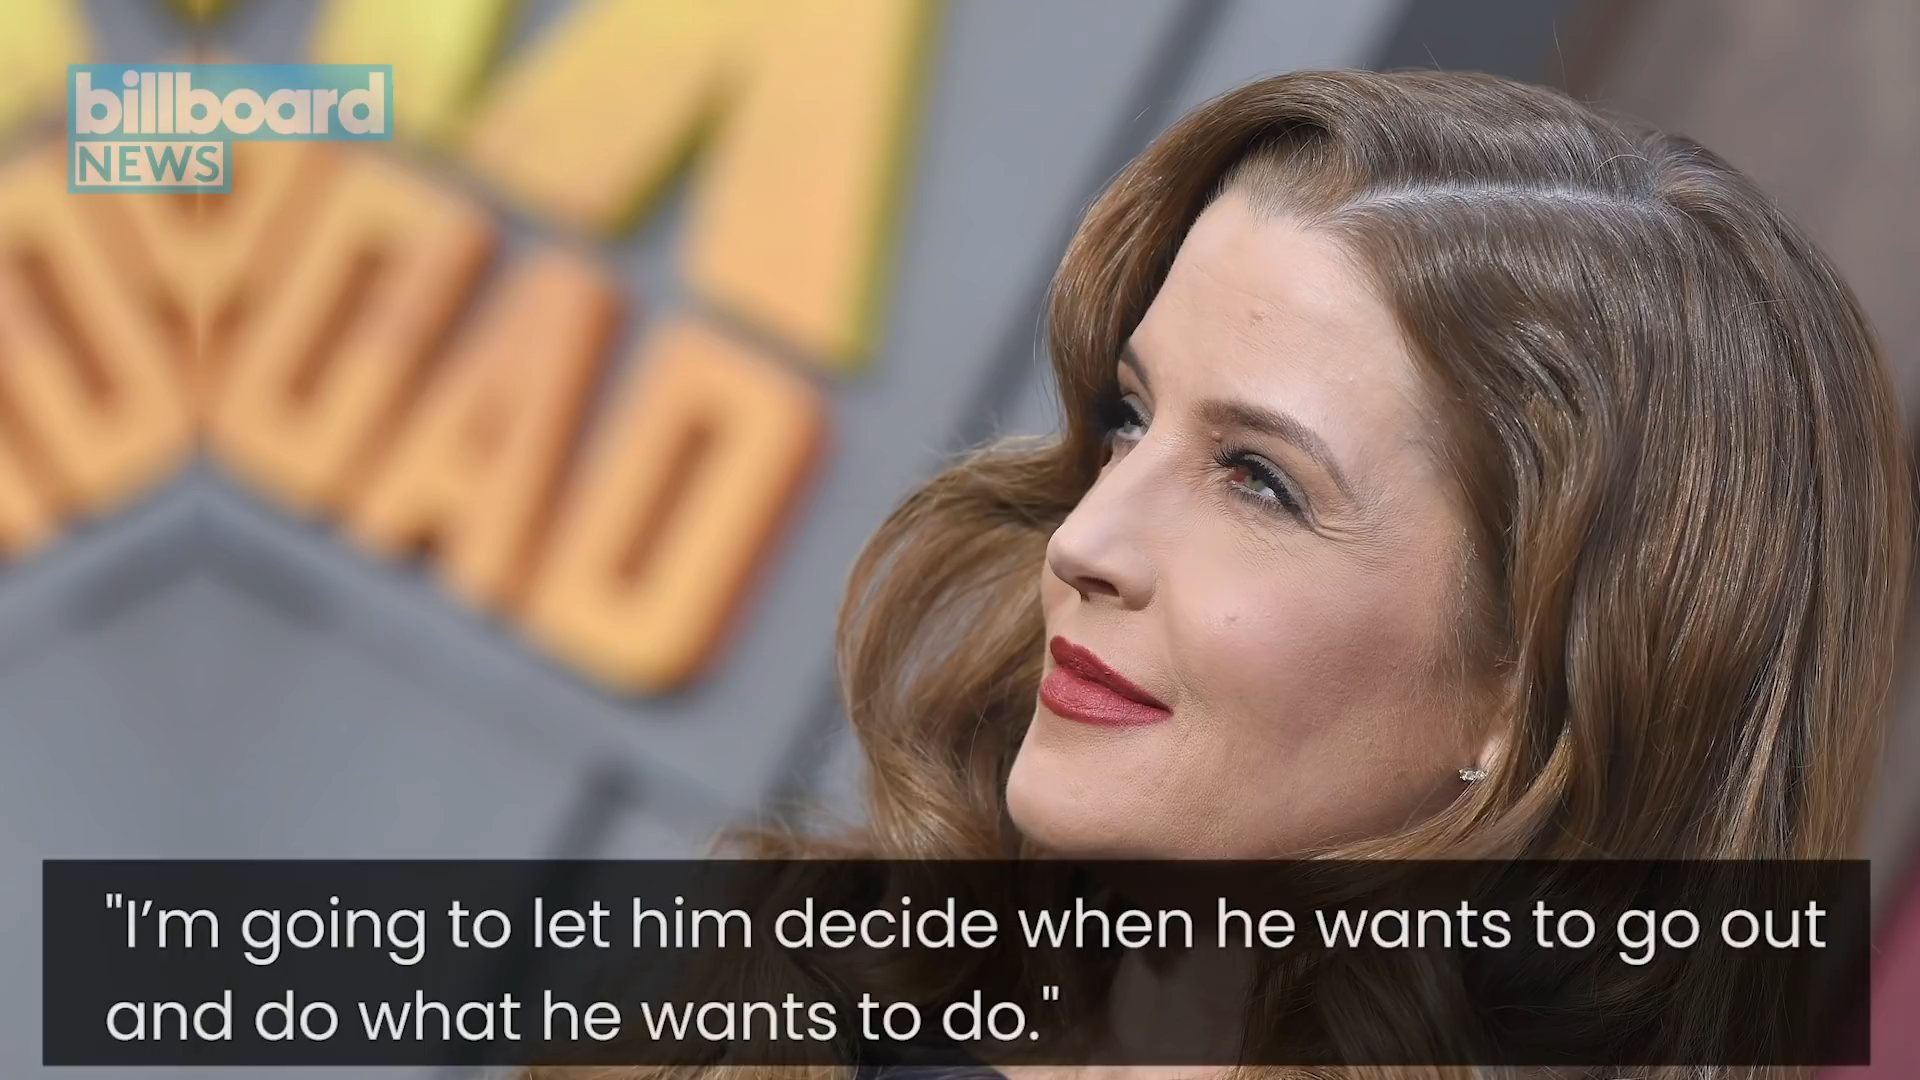 billboard
NEWS
"I'm going to let him decide when he wants to go out
and do what he wants to do."